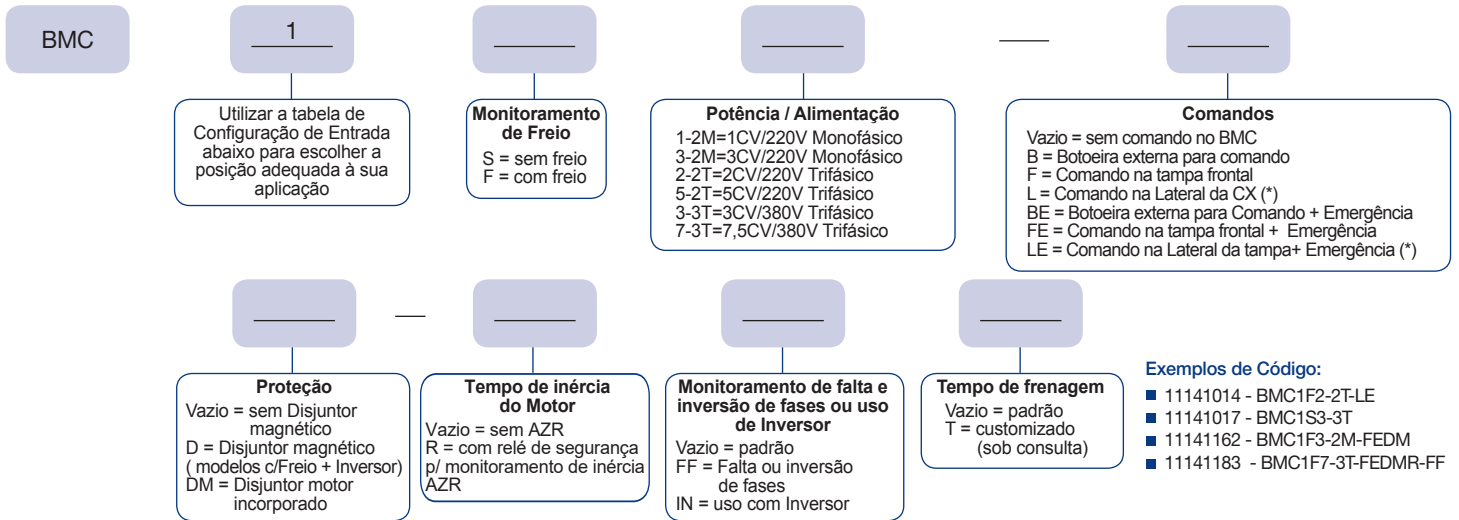 BMC
1
Utilizar a tabela de
Configuração de Entrada
abaixo para escolher a
posição adequada à sua
aplicação
Monitoramento
de Freio
S = sem freio
F = com freio
Potência / Alimentação
1-2M=1CV/220V Monofásico
3-2M=3CV/220V Monofásico
2-2T=2CV/220V Trifásico
5-2T=5CV/220V Trifásico
3-3T=3CV/380V Trifásico
7-3T=7,5CV/380V Trifásico
Comandos
Vazio = sem comando no BMC
B = Botoeira externa para comando
F = Comando na tampa frontal
L = Comando na Lateral da CX (*)
BE = Botoeira externa para Comando + Emergência
FE = Comando na tampa frontal + Emergência
LE = Comando na Lateral da tampa+ Emergência (*)
Proteção
Vazio = sem Disjuntor
magnético
D = Disjuntor magnético
( modelos c/Freio + Inversor)
DM = Disjuntor motor
incorporado
Tempo de inércia
do Motor
Vazio = sem AZR
R = com relé de segurança
p/ monitoramento de inércia
AZR
Monitoramento de falta e
inversão de fases ou uso
de Inversor
Vazio = padrão
FF = Falta ou inversão
de fases
IN = uso com Inversor
Tempo de frenagem
Vazio = padrão
T = customizado
(sob consulta)
Exemplos de Código:
11141014 - BMC1F2-2T-LE
11141017 - BMC1S3-3T
11141162 - BMC1F3-2M-FEDM
11141183 - BMC1F7-3T-FEDMR-FF